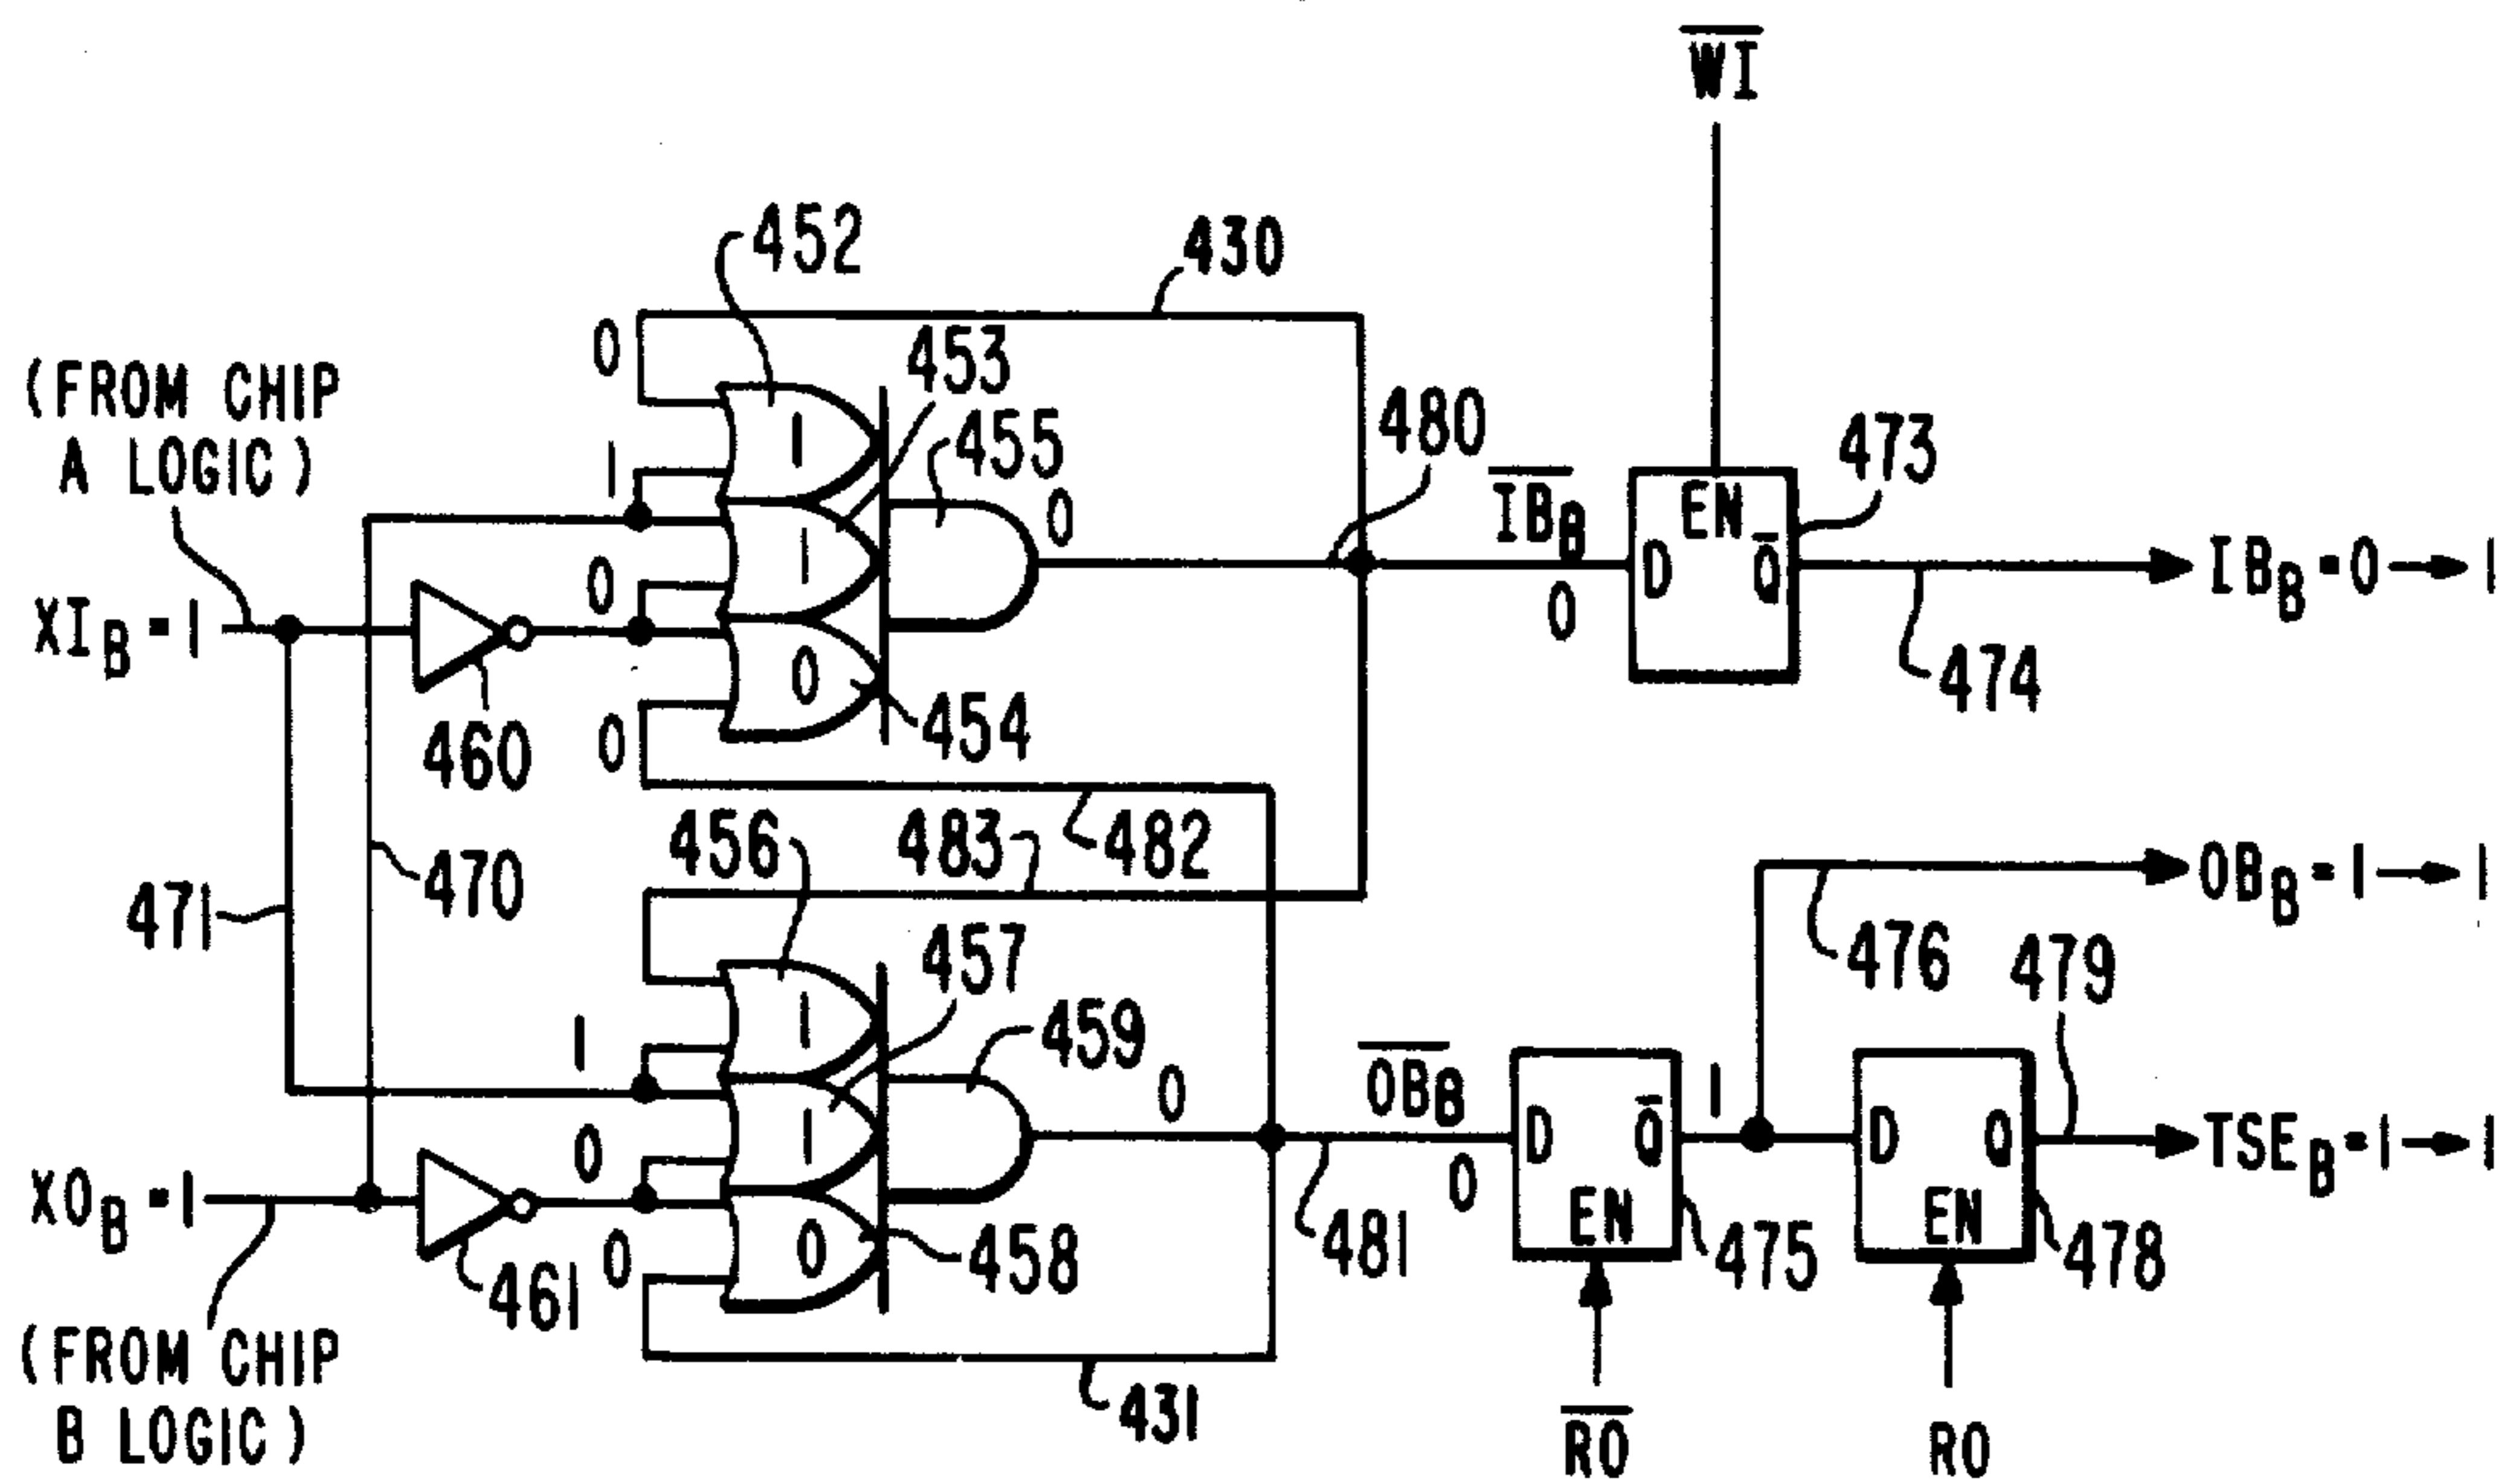 W̅I̅
452
430
0
453
(FROM CHIP
A LOGIC)
1
1
455
480
473
0
I̅B̅A
EN
D
Q̅
IBB=0→1
0
1
XIB=1
0
0
454
474
460
0
482
456
483
470
471
OBB=1→1
476
479
457
1
459
1
0
O̅B̅B
1
0
1
D
Q̅
D
Q
TSEB=1→1
XOB=1
0
EN
EN
0
458
481
475
478
461
(FROM CHIP
B LOGIC)
431
R̅O̅
RO